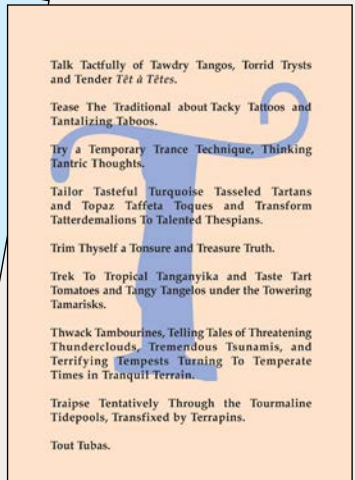 Talk Tactfully of Tawdry Tangos, Torrid Trysts
and Tender Têt à Têtes.
Tease The Traditional about Tacky Tattoos and
Tantalizing Taboos.
Try a Temporary Trance Technique, Thinking
Tantric Thoughts.
Tailor Tasteful Turquoise Tasseled Tartans
and Topaz Taffeta Toques and Transform
Tatterdemalions To Talented Thespians.
Trim Thyself a Tonsure and Treasure Truth.
Trek To Tropical Tanganyika and Taste Tart
Tomatoes and Tangy Tangelos under the Towering
Tamarisks.
Thwack Tambourines, Telling Tales of Threatening
Thunderclouds, Tremendous Tsunamis, and
Terrifying Tempests Turning To Temperate
Times in Tranquil Terrain.
Traipse Tentatively Through the Tourmaline
Tidepools, Transfixed by Terrapins.
Tout Tubas.
T